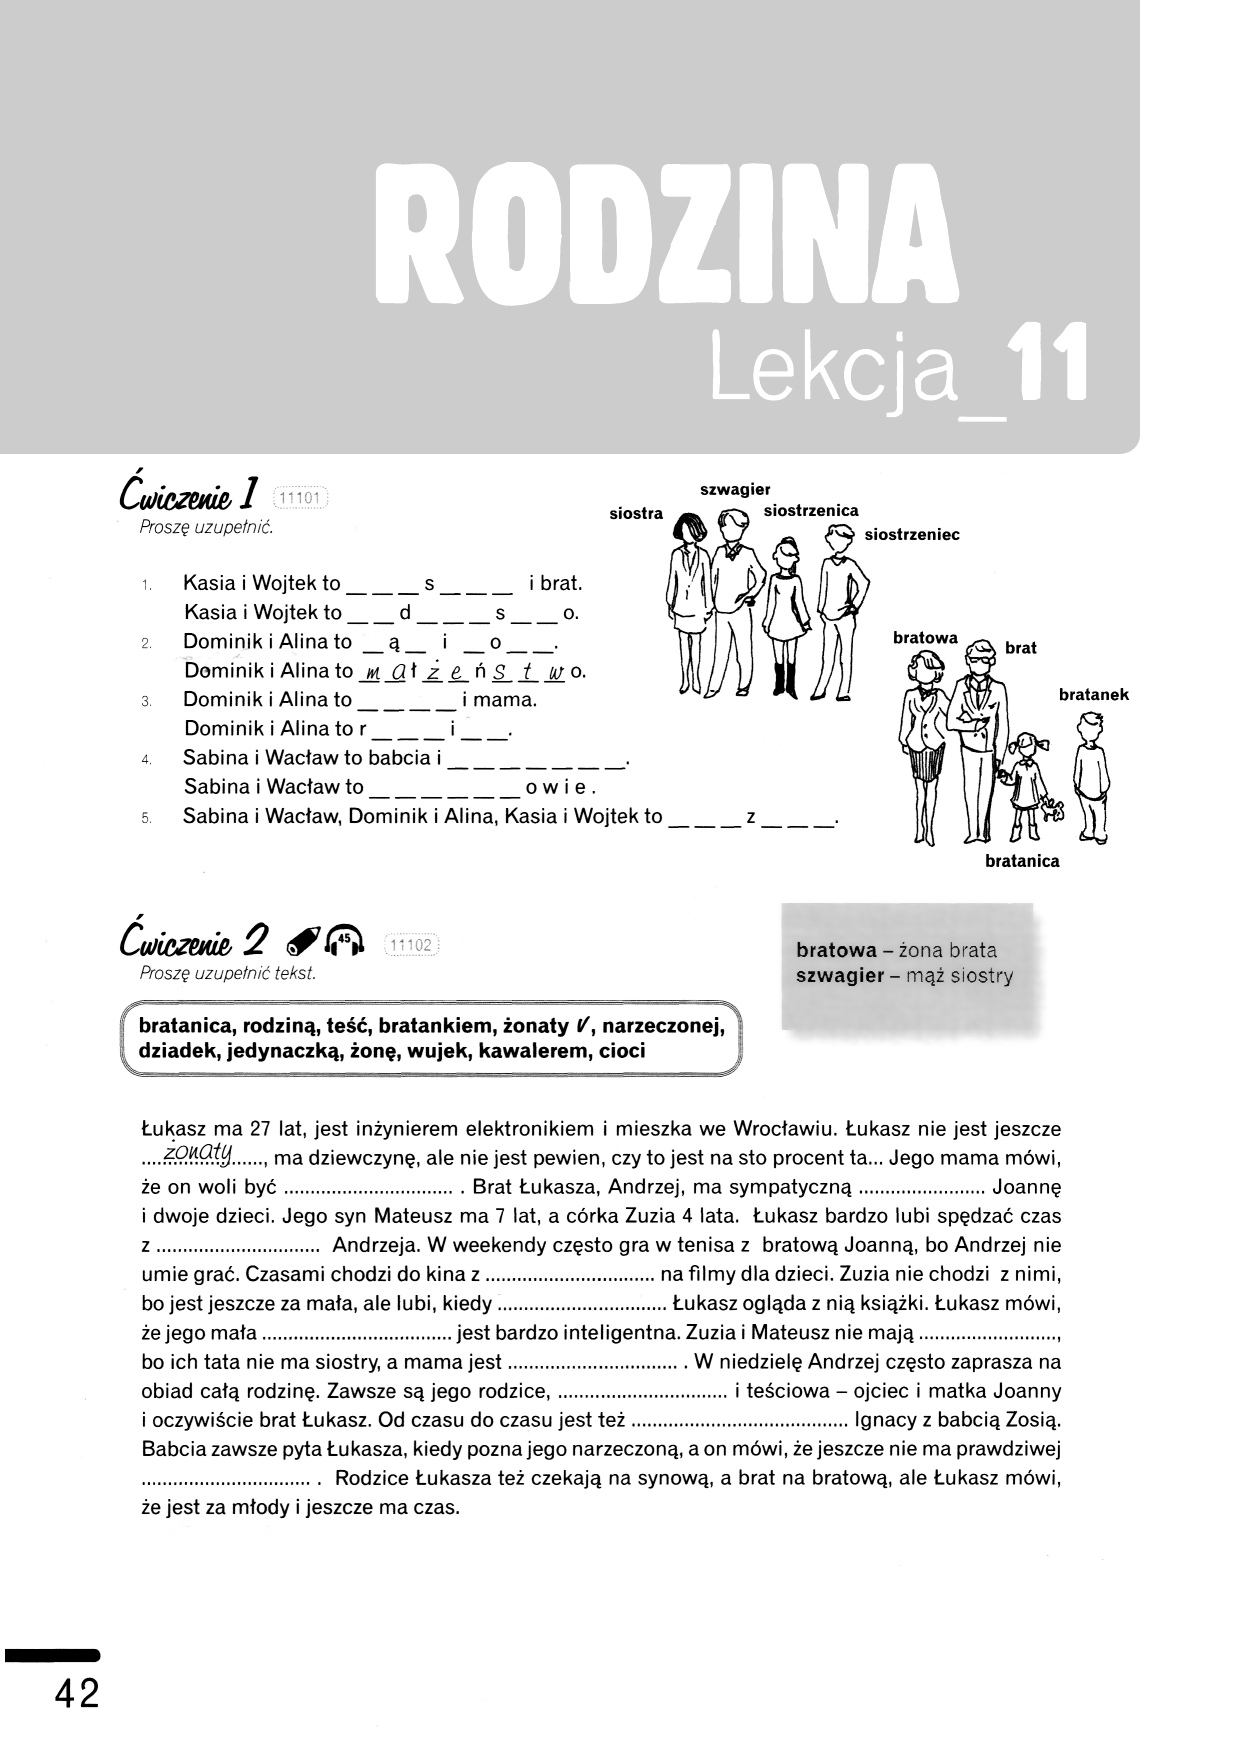 RODZINA
Lekcja_11
Ćwiczenie 1 11101
Proszę uzupełnić.
szwagier
siostra
siostrzenica
siostrzeniec
bratowa
brat
bratanek
bratanica
1. Kasia i Wojtek to _ _ _ s _ _ _ i brat.
Kasia i Wojtek to _ _ d _ _ _ s _ _ o.
2. Dominik i Alina to _ ą _ i _ o _ _.
Dominik i Alina to m a ł ż e ń s t w o.
3. Dominik i Alina to _ _ _ _ i mama.
Dominik i Alina to r _ _ _ i _ _.
4. Sabina i Wacław to babcia i _ _ _ _ _ _ _.
Sabina i Wacław to _ _ _ _ _ _ o w i e .
5. Sabina i Wacław, Dominik i Alina, Kasia i Wojtek to _ _ _ z _ _ _.
Ćwiczenie 2 45 11102
Proszę uzupełnić tekst.
bratowa – żona brata
szwagier – mąż siostry
bratanica, rodziną, teść, bratankiem, żonaty √, narzeczonej,
dziadek, jedynaczką, żonę, wujek, kawalerem, cioci
Łukasz ma 27 lat, jest inżynierem elektronikiem i mieszka we Wrocławiu. Łukasz nie jest jeszcze
....żonaty......, ma dziewczynę, ale nie jest pewien, czy to jest na sto procent ta... Jego mama mówi,
że on woli być ................................ . Brat Łukasza, Andrzej, ma sympatyczną ........................ Joannę
i dwoje dzieci. Jego syn Mateusz ma 7 lat, a córka Zuzia 4 lata. Łukasz bardzo lubi spędzać czas
z ............................... Andrzeja. W weekendy często gra w tenisa z bratową Joanną, bo Andrzej nie
umie grać. Czasami chodzi do kina z ................................ na filmy dla dzieci. Zuzia nie chodzi z nimi,
bo jest jeszcze za mała, ale lubi, kiedy ................................ Łukasz ogląda z nią książki. Łukasz mówi,
że jego mała .................................... jest bardzo inteligentna. Zuzia i Mateusz nie mają ..........................,
bo ich tata nie ma siostry, a mama jest ................................ . W niedzielę Andrzej często zaprasza na
obiad całą rodzinę. Zawsze są jego rodzice, ................................ i teściowa – ojciec i matka Joanny
i oczywiście brat Łukasz. Od czasu do czasu jest też ......................................... Ignacy z babcią Zosią.
Babcia zawsze pyta Łukasza, kiedy pozna jego narzeczoną, a on mówi, że jeszcze nie ma prawdziwej
................................ . Rodzice Łukasza też czekają na synową, a brat na bratową, ale Łukasz mówi,
że jest za młody i jeszcze ma czas.
42